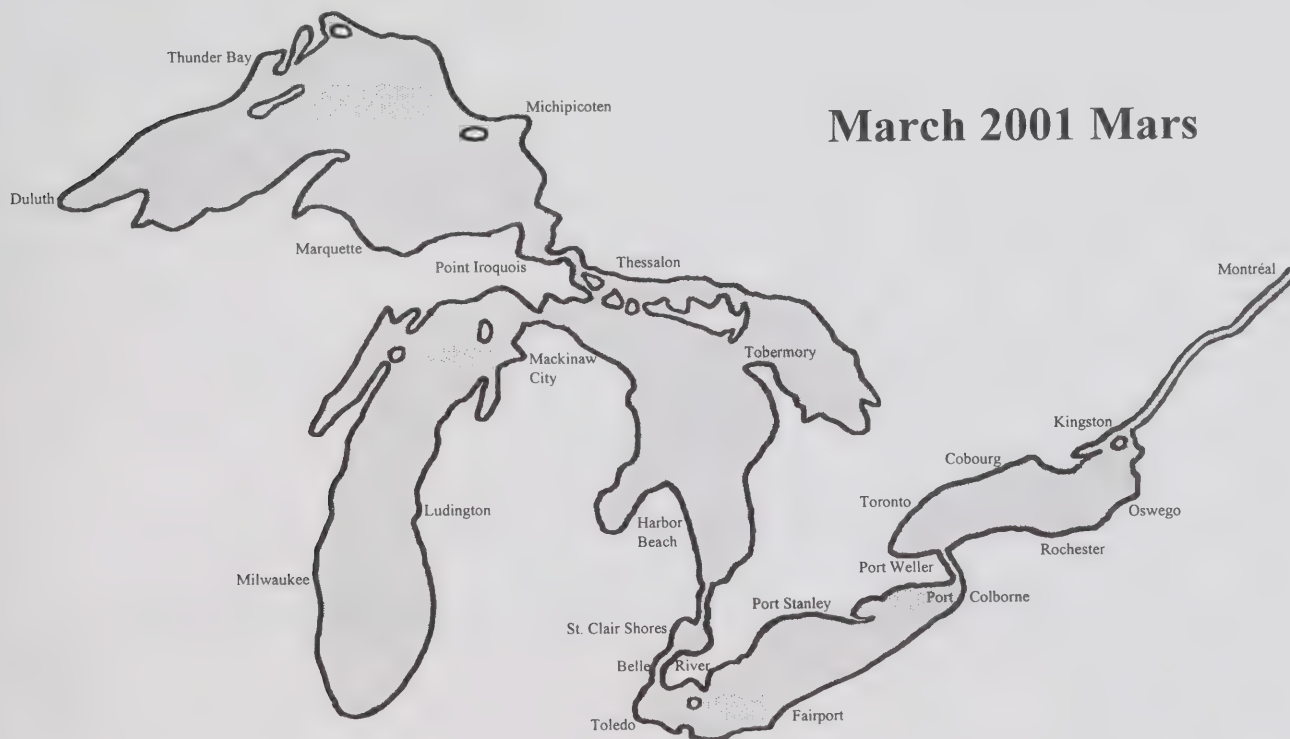 Thunder Bay
Michipicoten
March 2001 Mars
Duluth
Marquette
Point Iroquois
Thessalon
Montréal
Mackinaw
City
Tobermory
Kingston
Cobourg
Ludington
Toronto
Oswego
Harbor
Beach
Rochester
Milwaukee
Port Weller
Port Stanley
Port Colborne
St. Clair Shores
Belle River
Toledo
Fairport